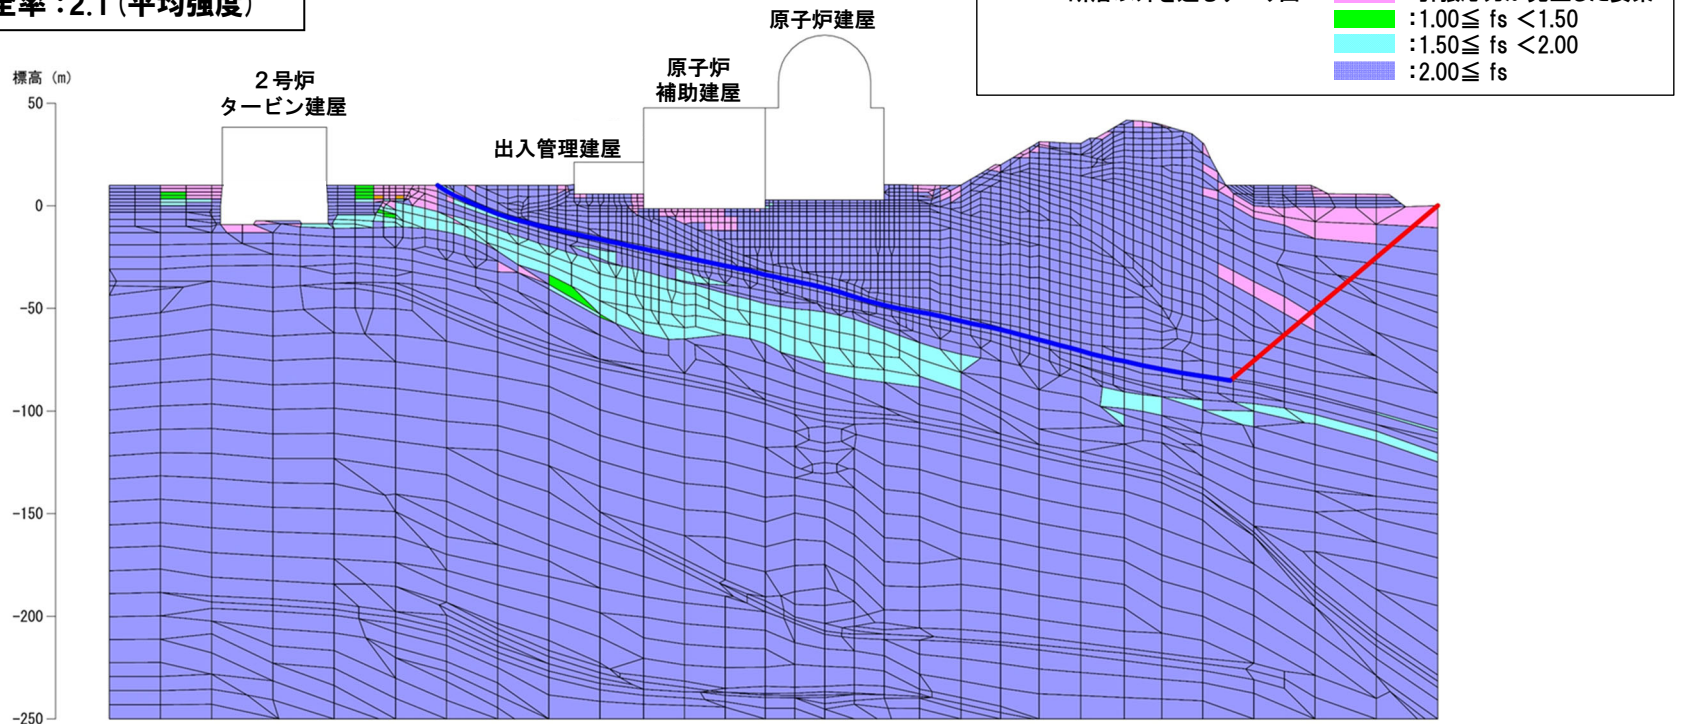 全率：2.1（平均強度）
：1.00≦ fs ＜1.50
：1.50≦ fs ＜2.00
：2.00≦ fs
原子炉建屋
原子炉
補助建屋
２号炉
タービン建屋
出入管理建屋
標高（m）
50
0
-50
-100
-150
-200
-250